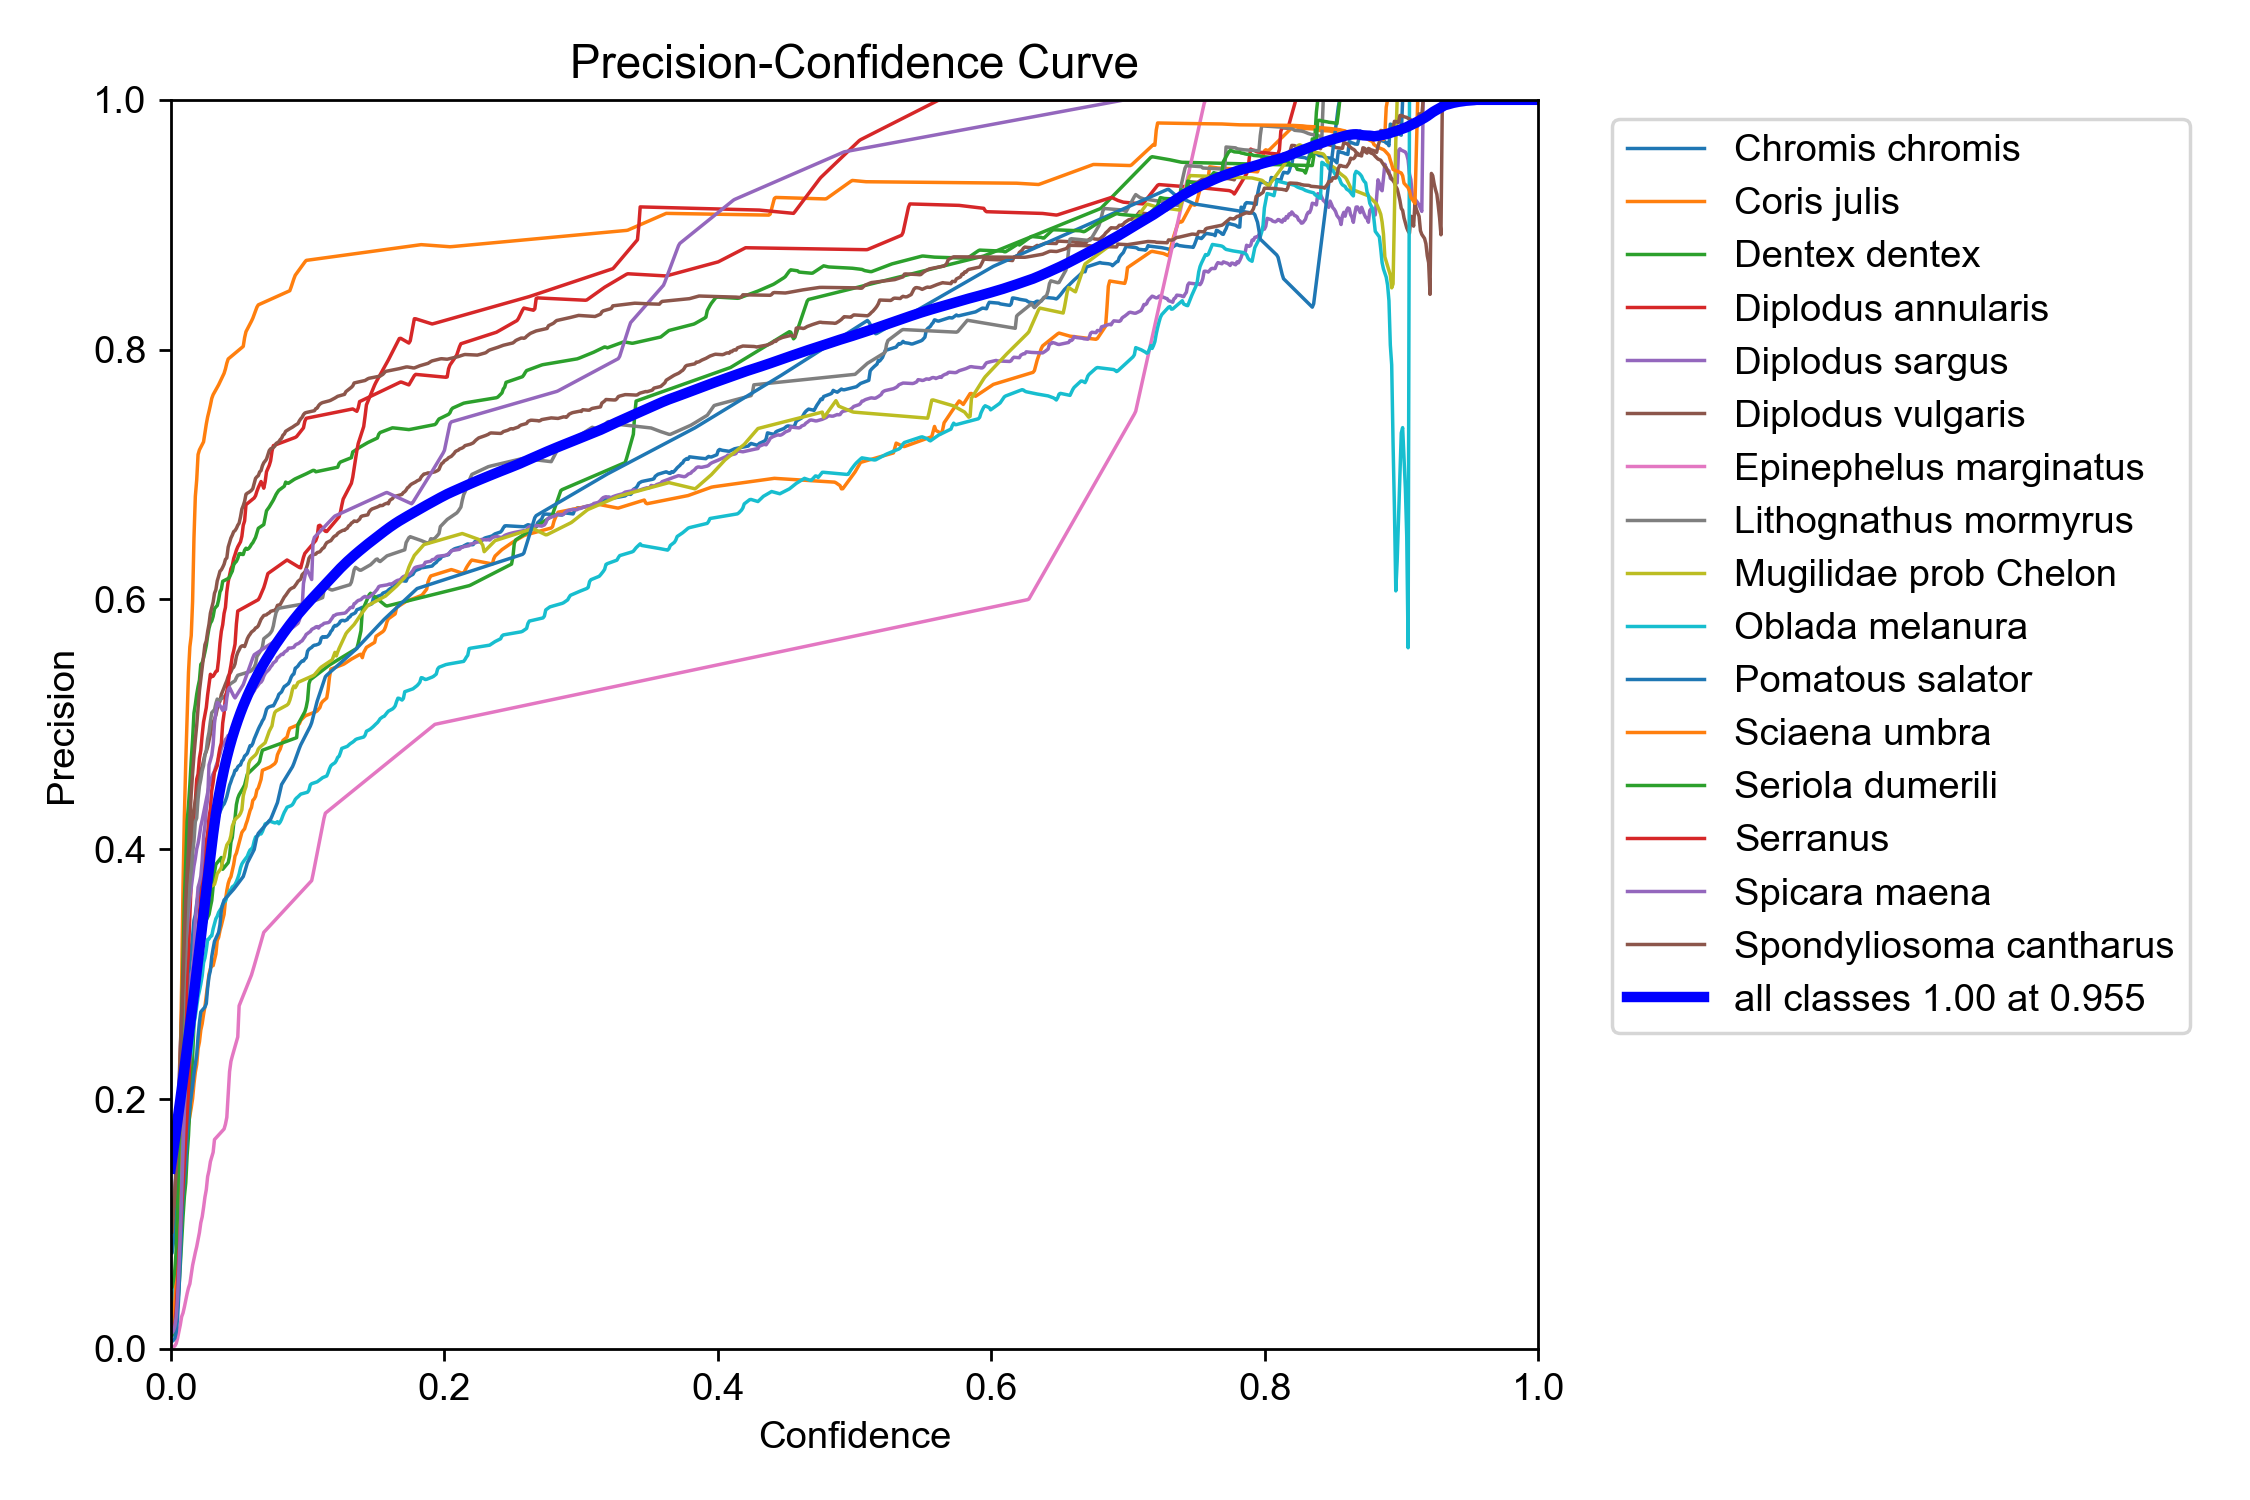 Precision-Confidence Curve
1.0
0.8
0.6
0.4
0.2
0.0
Precision
0.0 0.2 0.4 0.6 0.8 1.0
Confidence
Chromis chromis
Coris julis
Dentex dentex
Diplodus annularis
Diplodus sargus
Diplodus vulgaris
Epinephelus marginatus
Lithognathus mormyrus
Mugilidae prob Chelon
Oblada melanura
Pomatous salator
Sciaena umbra
Seriola dumerili
Serranus
Spicara maena
Spondyliosoma cantharus
all classes 1.00 at 0.955